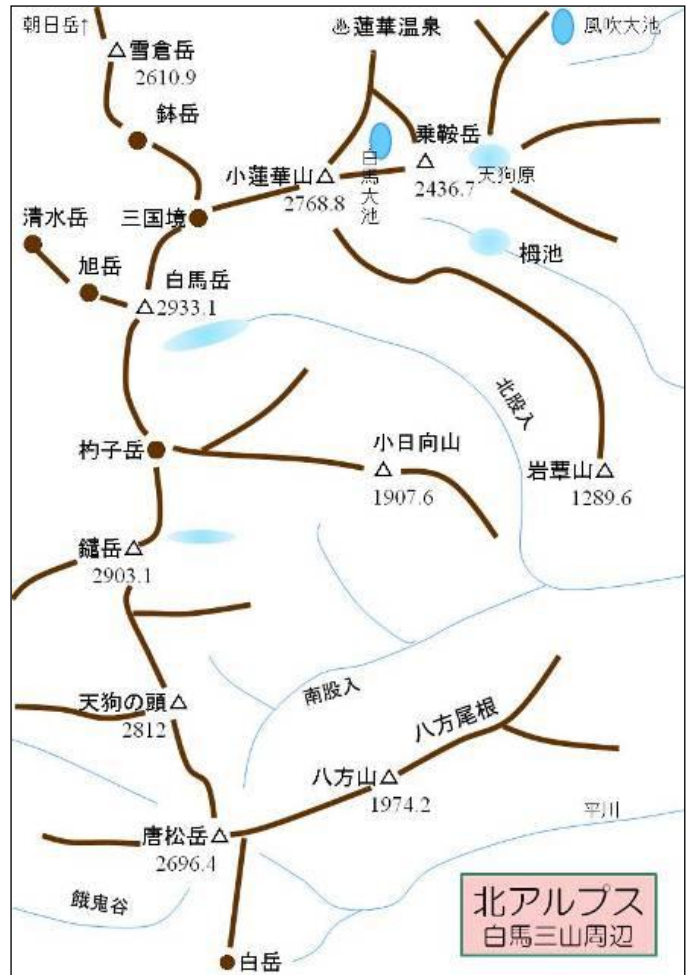 朝日岳↑
♨蓮華温泉
風吹大池
△雪倉岳
2610.9
鉢岳
乗鞍岳
△
2436.7
天狗原
小蓮華山△
2768.8
白馬大池
清水岳
三国境
栂池
旭岳
白馬岳
△2933.1
北股入
杓子岳
小日向山
△
1907.6
岩蕈山△
1289.6
鑓岳△
2903.1
南股入
天狗の頭△
2812
八方尾根
八方山△
1974.2
平川
唐松岳△
2696.4
餓鬼谷
白岳
北アルプス
白馬三山周辺